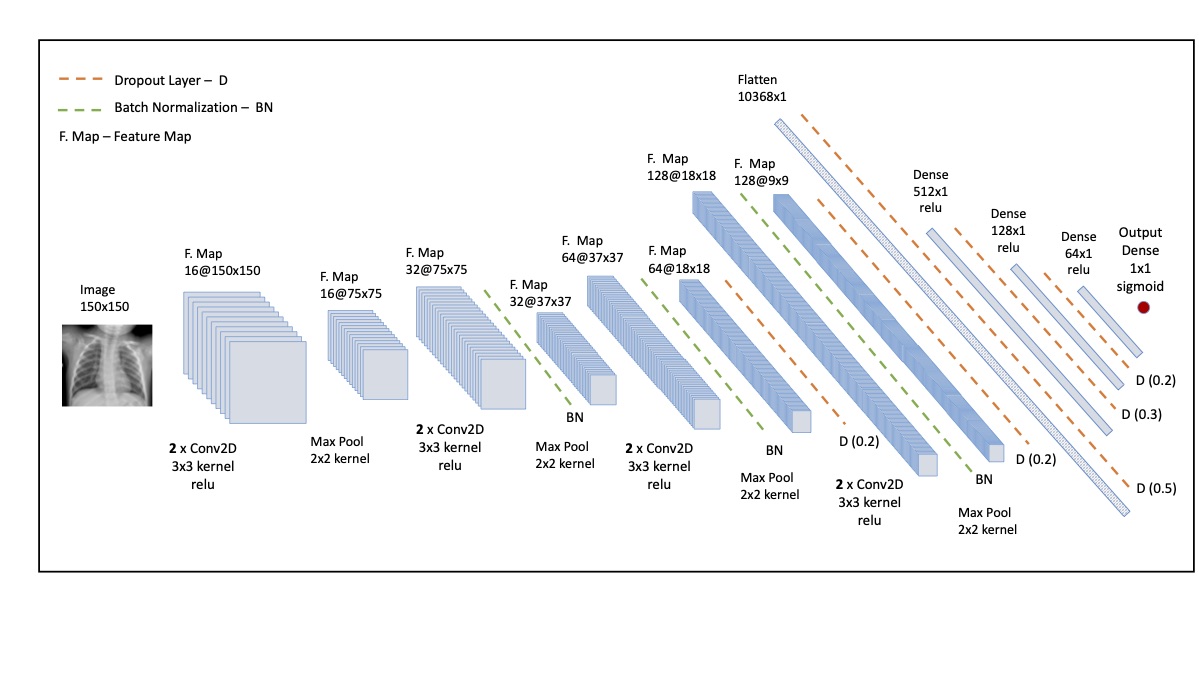 Dropout Layer – D
Batch Normalization – BN
F. Map – Feature Map
Image
150x150
F. Map
16@150x150
2 x Conv2D
3x3 kernel
relu
F. Map
16@75x75
Max Pool
2x2 kernel
F. Map
32@75x75
2 x Conv2D
3x3 kernel
relu
BN
F. Map
32@37x37
Max Pool
2x2 kernel
F. Map
64@37x37
2 x Conv2D
3x3 kernel
relu
BN
F. Map
64@18x18
Max Pool
2x2 kernel
D (0.2)
F. Map
128@18x18
2 x Conv2D
3x3 kernel
relu
BN
F. Map
128@9x9
Max Pool
2x2 kernel
D (0.2)
Flatten
10368x1
D (0.5)
Dense
512x1
relu
D (0.3)
Dense
128x1
relu
D (0.2)
Dense
64x1
relu
Output
Dense
1x1
sigmoid